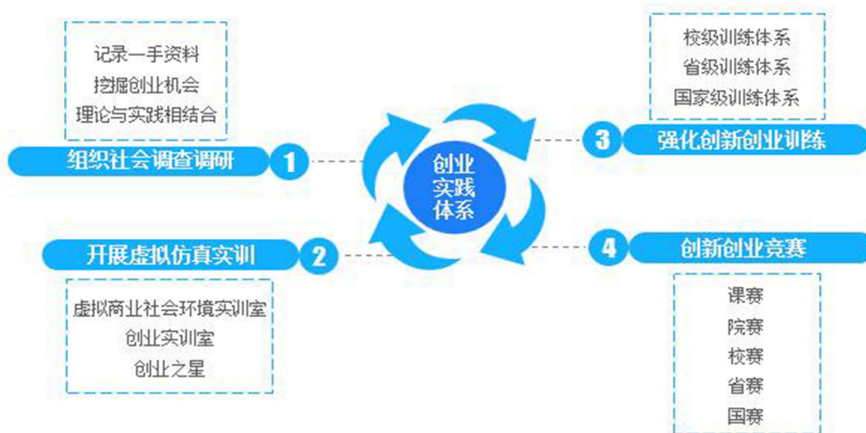 记录一手资料
挖掘创业机会
理论与实践相结合
组织社会调查调研 1
开展虚拟仿真实训 2
虚拟商业社会环境实训室
创业实训室
创业之星
创业
实践
体系
校级训练体系
省级训练体系
国家级训练体系
3 强化创新创业训练
4 创新创业竞赛
课赛
院赛
校赛
省赛
国赛